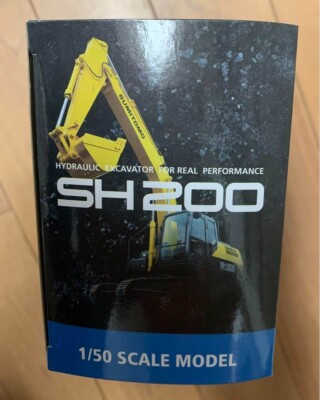 SUMITOMO
HYDRAULIC EXCAVATOR FOR REAL PERFORMANCE
SH200
1/50 SCALE MODEL